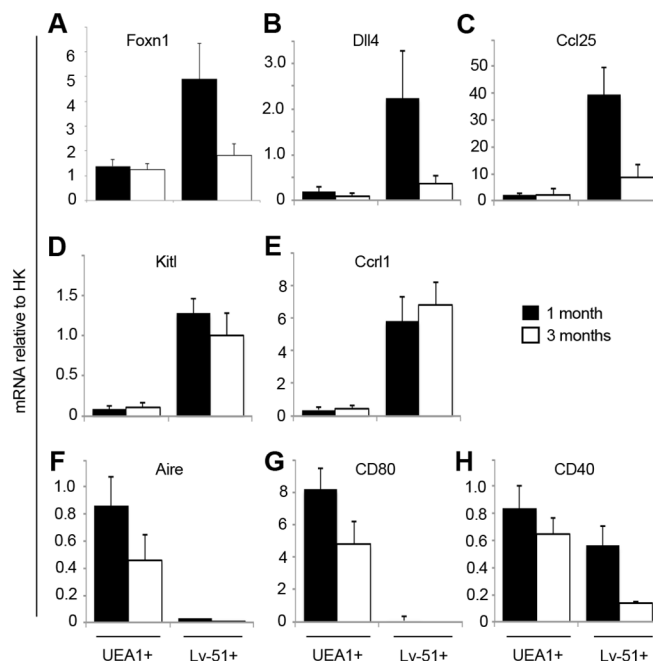 A
Foxn1
6
5
4
3
2
1
0
B
Dll4
3.0
2.0
1.0
0
C
Ccl25
50
40
30
20
10
0
D
Kitl
1.5
1.0
0.5
0
E
Ccrl1
8
6
4
2
0
1 month
3 months
mRNA relative to HK
F
Aire
1.0
0.8
0.6
0.4
0.2
0
G
CD80
8
6
4
2
0
H
CD40
1.0
0.8
0.6
0.4
0.2
0
UEA1+ Ly-51+
UEA1+ Ly-51+
UEA1+ Ly-51+